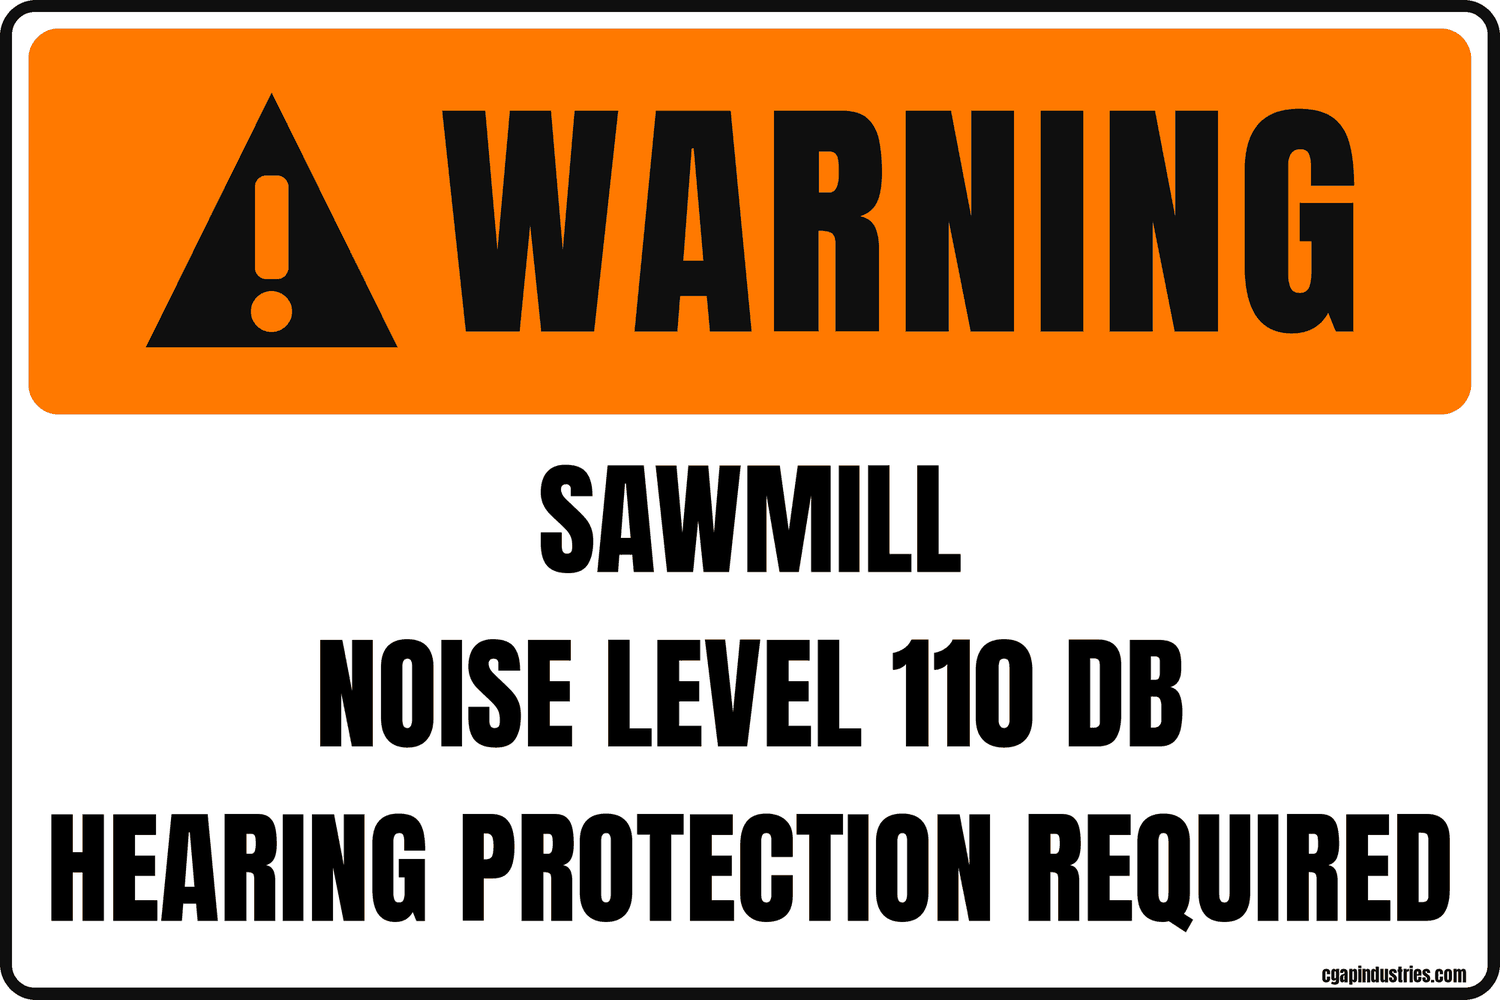 WARNING
SAWMILL
NOISE LEVEL 110 DB
HEARING PROTECTION REQUIRED
cgapindustries.com